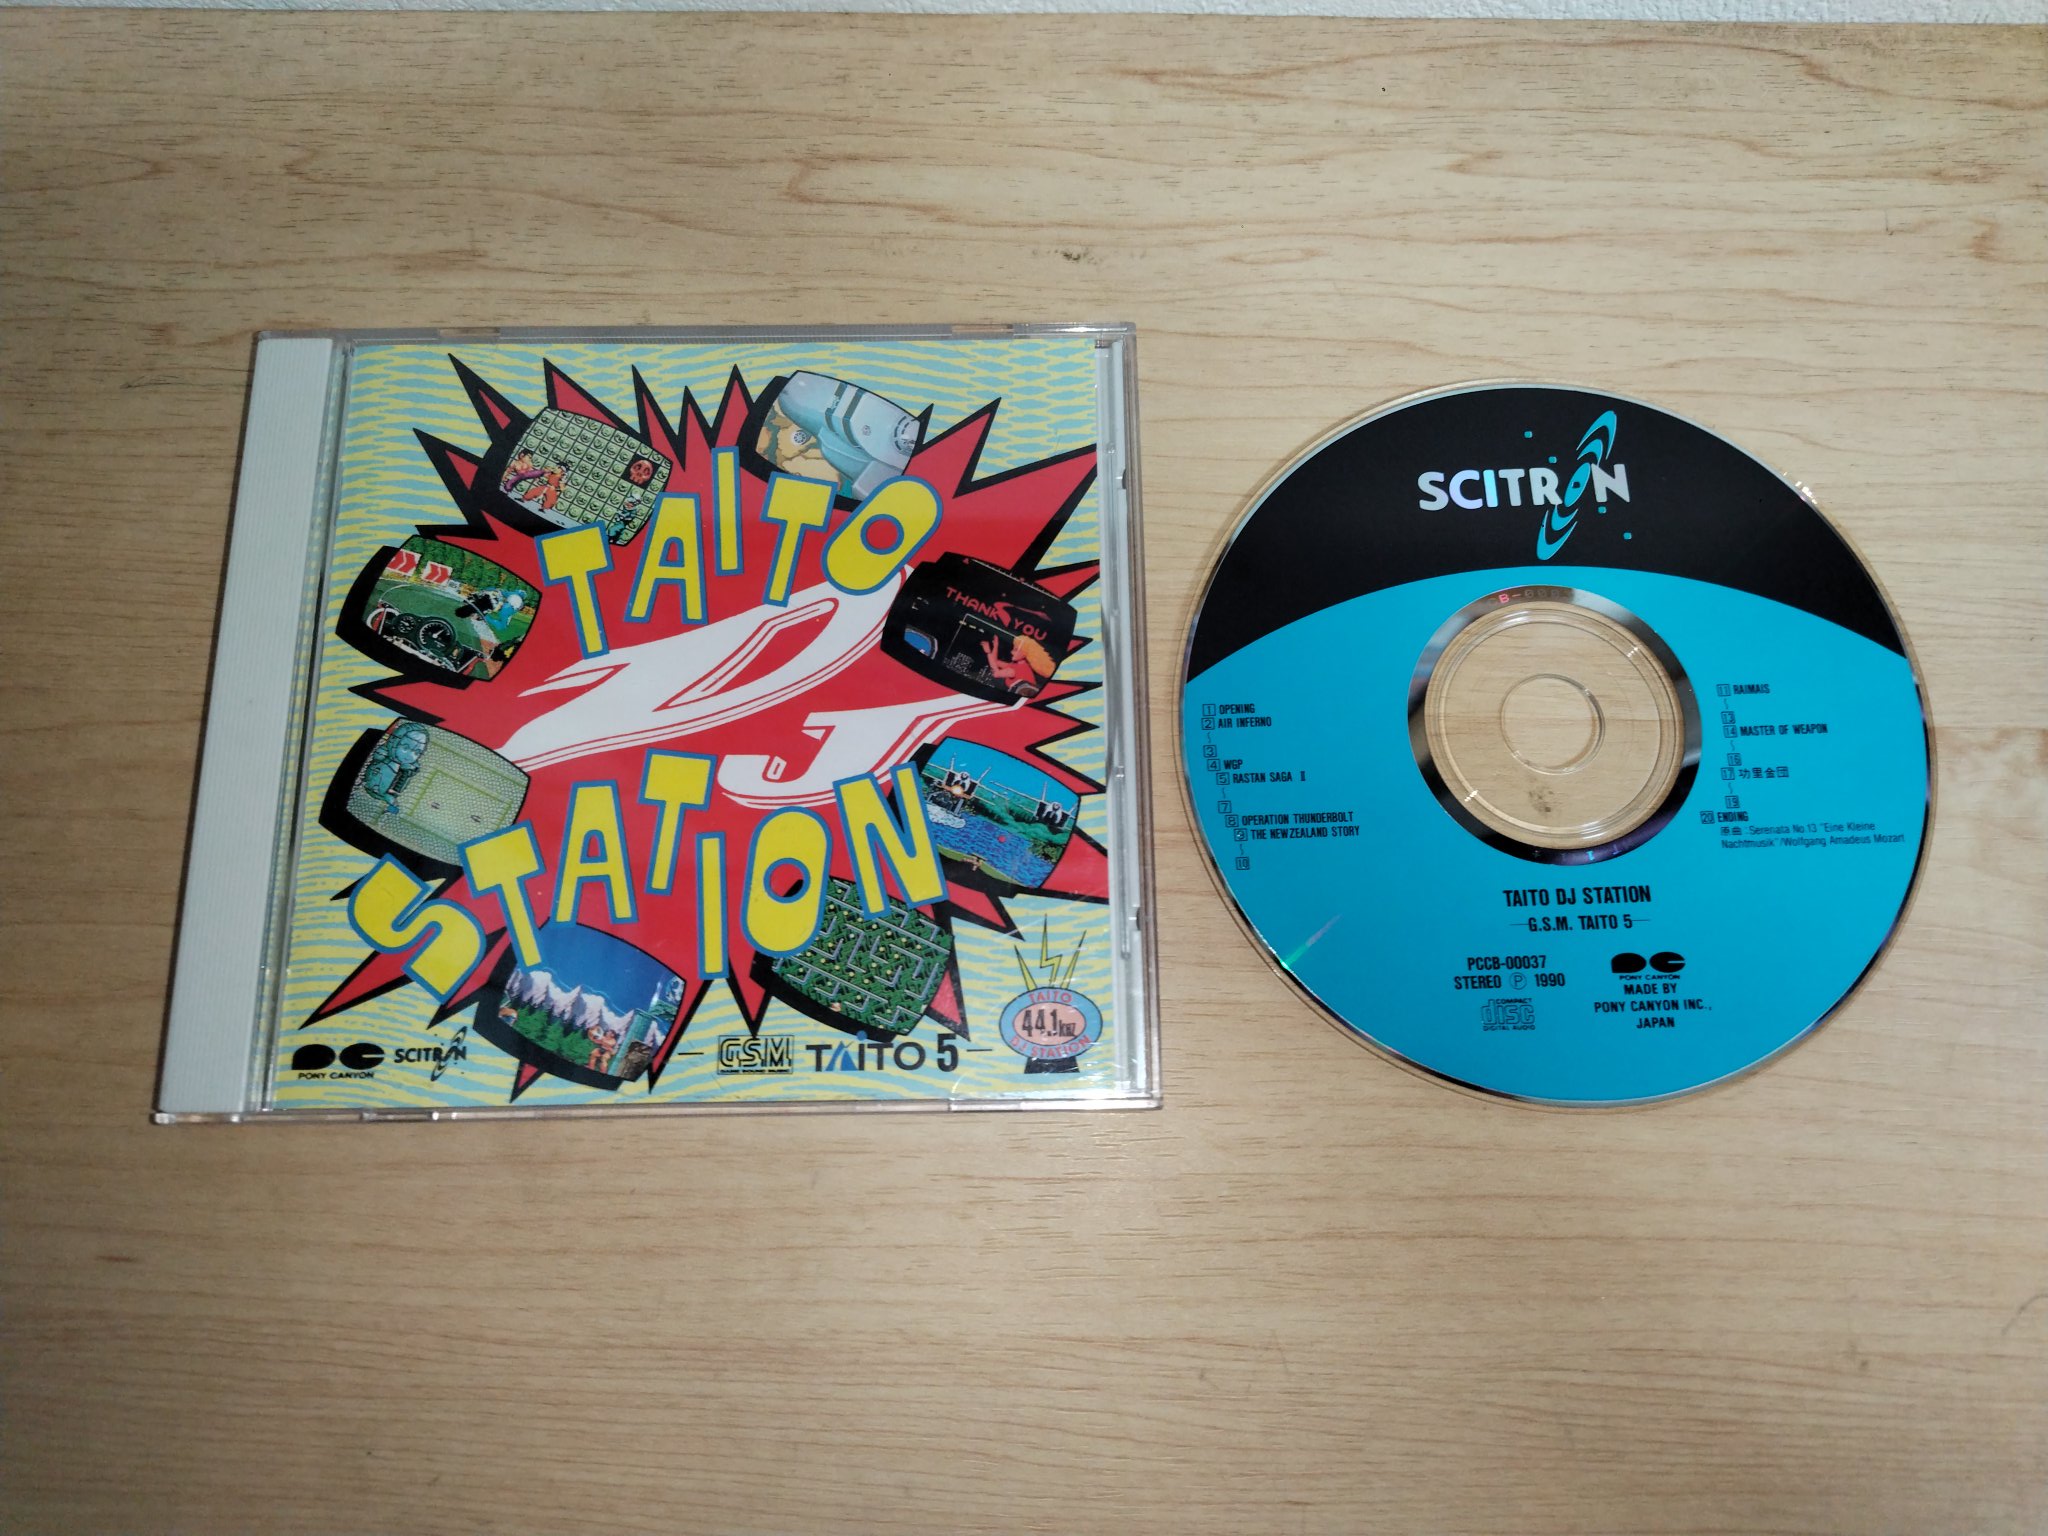 TAITO
DJ
STATION
THANK
YOU
PONY CANYON
SCITRON
G.S.M.
TAITO 5
TAITO
44.1kHz
DJ STATION
SCITRON
1 OPENING
2 AIR INFERNO
~
3
4 WGP
5 RASTAN SAGA Ⅱ
~
7
8 OPERATION THUNDERBOLT
9 THE NEWZEALAND STORY
~
10
11 RAIMAIS
~
13
14 MASTER OF WEAPON
~
16
17 功里金団
~
19
20 ENDING
原曲:Serenata No.13 "Eine Kleine
Nachtmusik"/Wolfgang Amadeus Mozart
TAITO DJ STATION
—G.S.M. TAITO 5—
PCCB-00037
STEREO Ⓟ 1990
COMPACT
disc
DIGITAL AUDIO
PONY CANYON
MADE BY
PONY CANYON INC.,
JAPAN